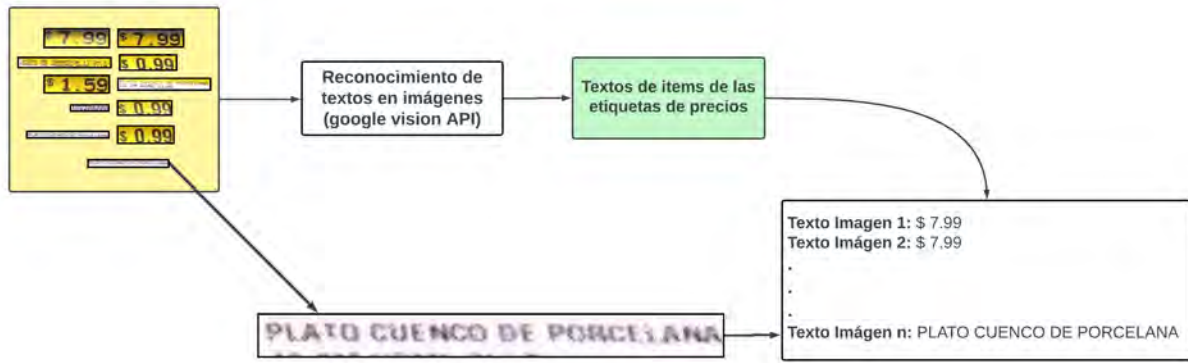 $ 7.99 $ 7.99
$ 0.99
$ 1.59
$ 0.99
$ 0.99
Reconocimiento de
textos en imágenes
(google vision API)
Textos de items de las
etiquetas de precios
Texto Imagen 1: $ 7.99
Texto Imágen 2: $ 7,99
.
.
.
Texto Imágen n: PLATO CUENCO DE PORCELANA
PLATO CUENCO DE PORCELANA